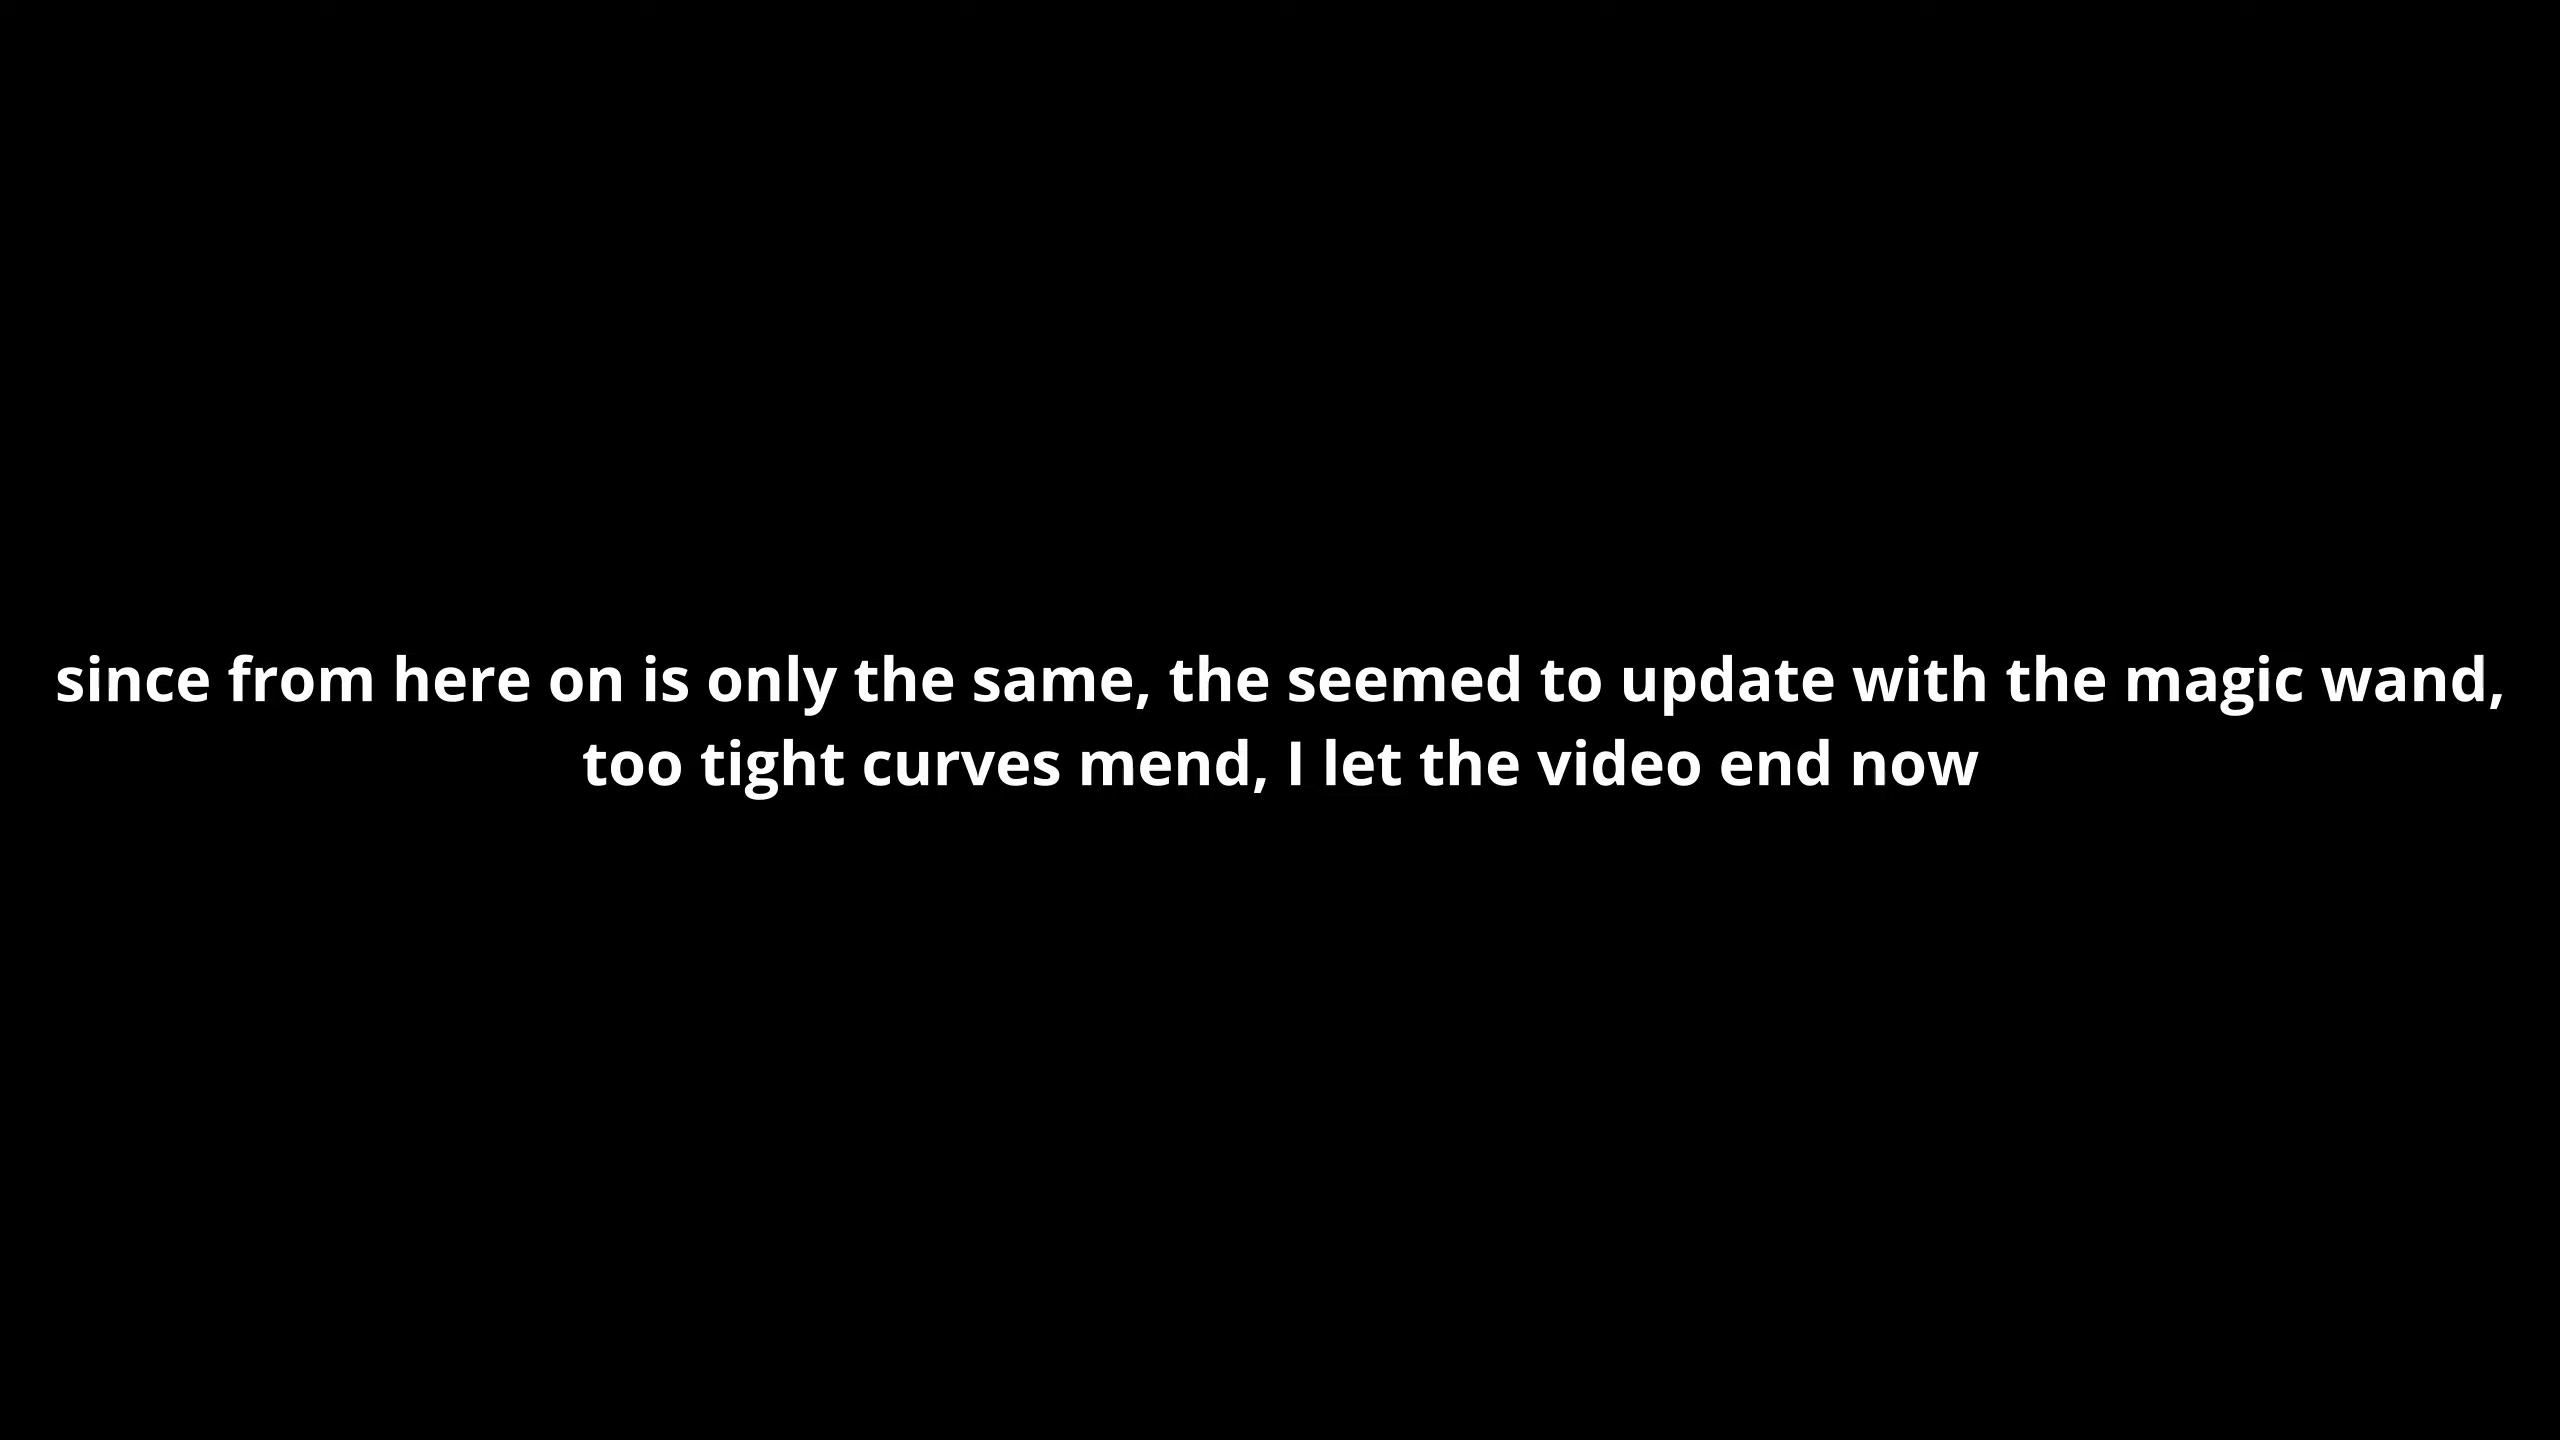 since from here on is only the same, the seemed to update with the magic wand,
too tight curves mend, I let the video end now